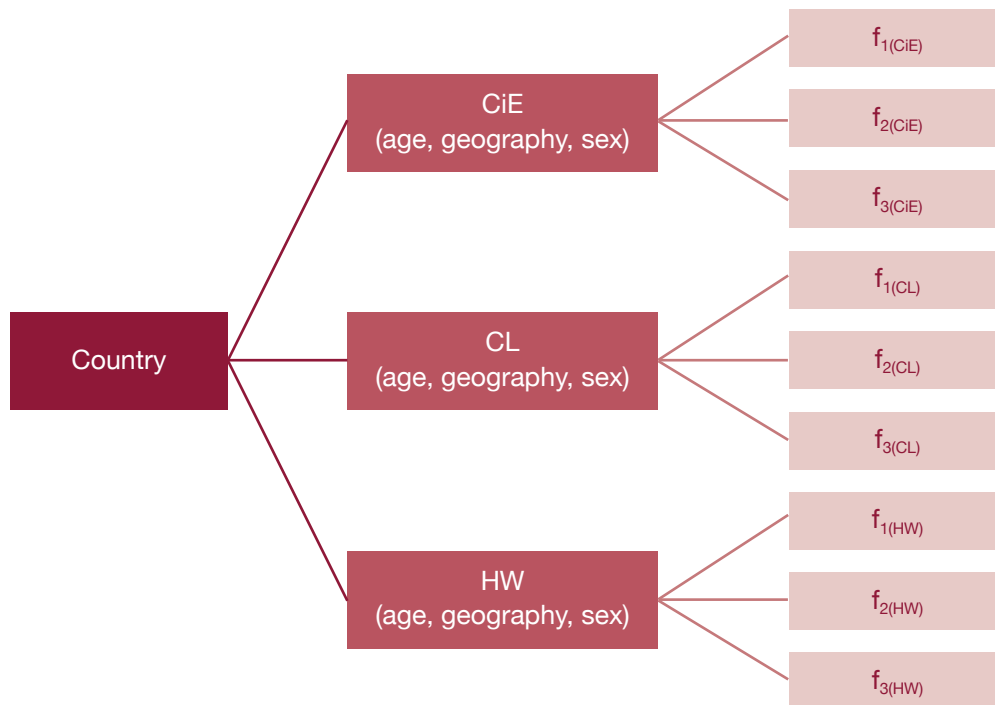 Country
CiE
(age, geography, sex)
CL
(age, geography, sex)
HW
(age, geography, sex)
f1(CiE)
f2(CiE)
f3(CiE)
f1(CL)
f2(CL)
f3(CL)
f1(HW)
f2(HW)
f3(HW)